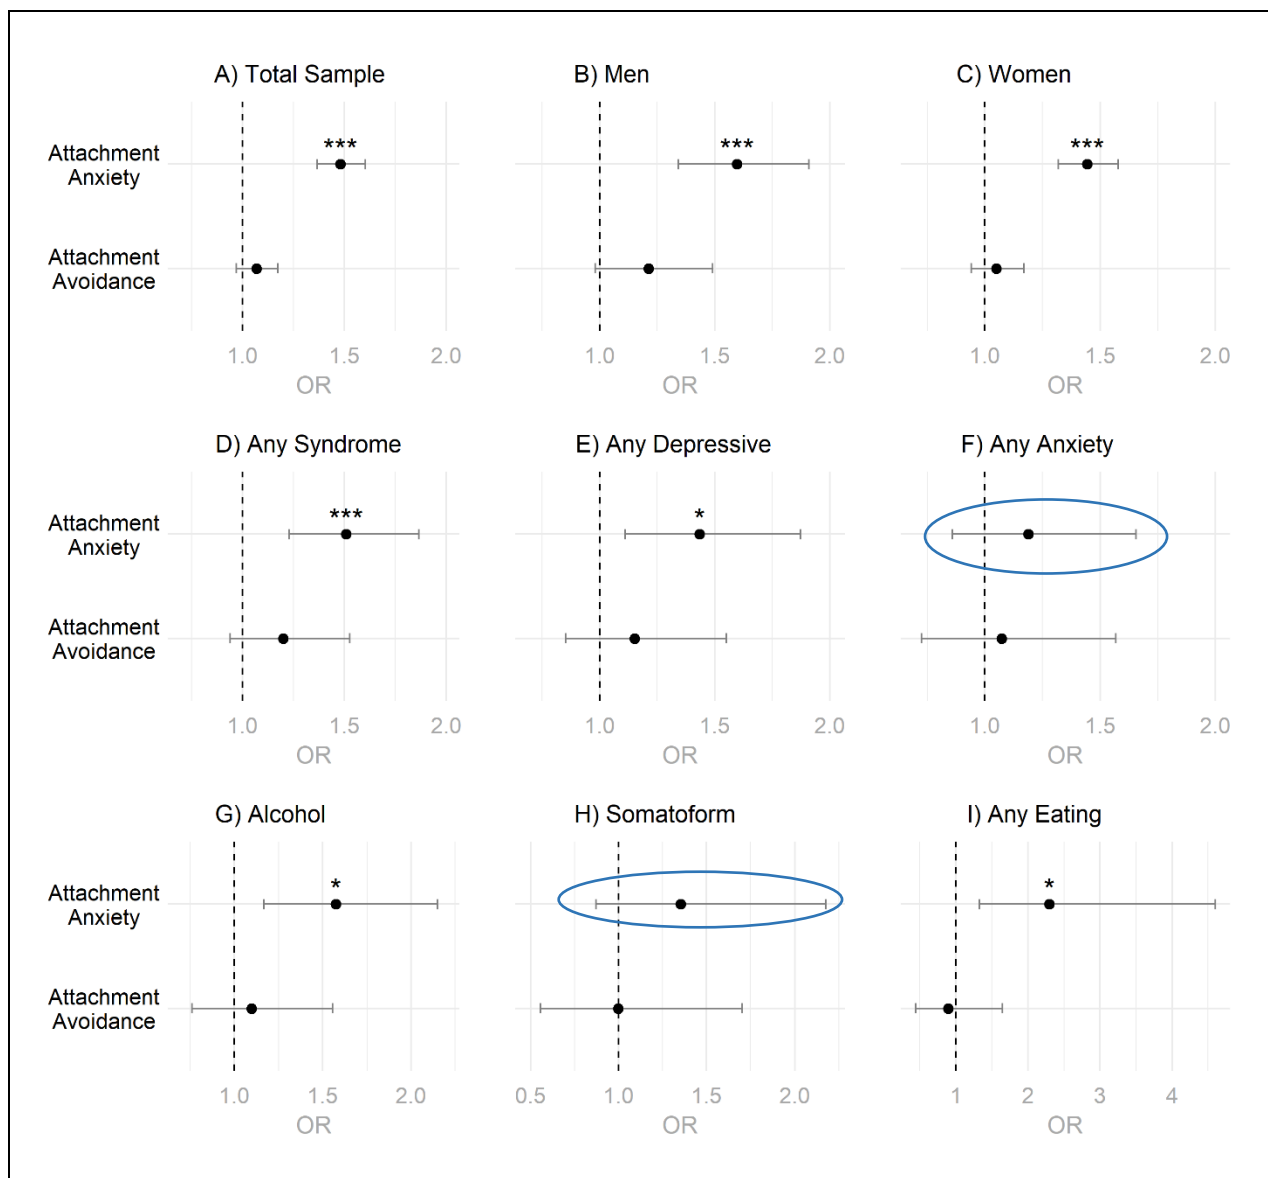 A) Total Sample
B) Men
C) Women
***
***
***
Attachment
Anxiety
Attachment
Avoidance
1.0 1.5 2.0
1.0 1.5 2.0
1.0 1.5 2.0
OR
OR
OR
D) Any Syndrome
E) Any Depressive
F) Any Anxiety
***
*
Attachment
Anxiety
Attachment
Avoidance
1.0 1.5 2.0
1.0 1.5 2.0
1.0 1.5 2.0
OR
OR
OR
G) Alcohol
H) Somatoform
I) Any Eating
*
*
Attachment
Anxiety
Attachment
Avoidance
1.0 1.5 2.0
0.5 1.0 1.5 2.0
1 2 3 4
OR
OR
OR